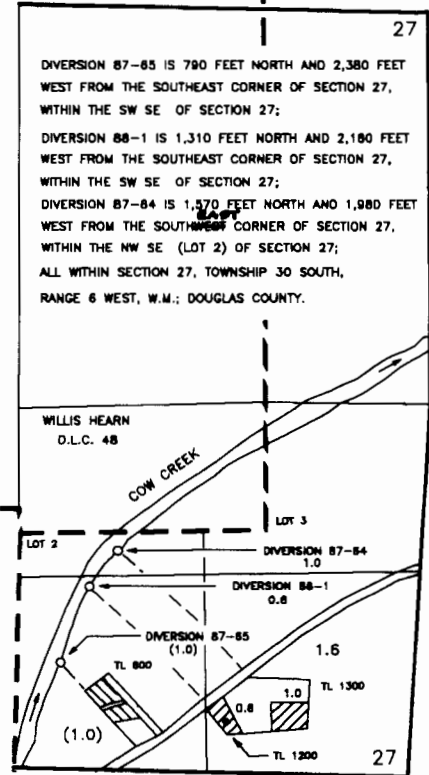 27
DIVERSION 87-65 IS 790 FEET NORTH AND 2,380 FEET
WEST FROM THE SOUTHEAST CORNER OF SECTION 27,
WITHIN THE SW SE OF SECTION 27;
DIVERSION 88-1 IS 1,310 FEET NORTH AND 2,160 FEET
WEST FROM THE SOUTHEAST CORNER OF SECTION 27,
WITHIN THE SW SE OF SECTION 27;
DIVERSION 87-64 IS 1,570 FEET NORTH AND 1,980 FEET
EAST
WEST FROM THE SOUTHWEST CORNER OF SECTION 27,
WITHIN THE NW SE (LOT 2) OF SECTION 27;
ALL WITHIN SECTION 27, TOWNSHIP 30 SOUTH,
RANGE 6 WEST, W.M.; DOUGLAS COUNTY.
WILLIS HEARN
D.L.C. 48
COW CREEK
LOT 3
LOT 2
DIVERSION 87-64
1.0
DIVERSION 88-1
0.6
DIVERSION 87-65
(1.0)
1.6
TL 800
TL 1300
1.0
0.6
(1.0)
TL 1200
27